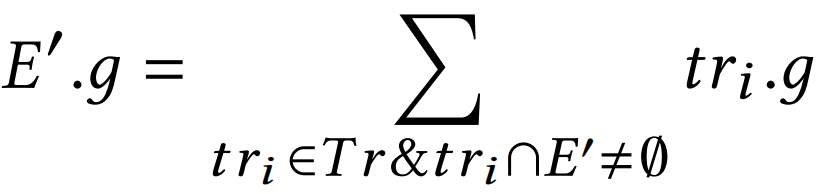 E′.g = ∑ tr_i.g
tr_i∈Tr&tr_i∩E′≠∅